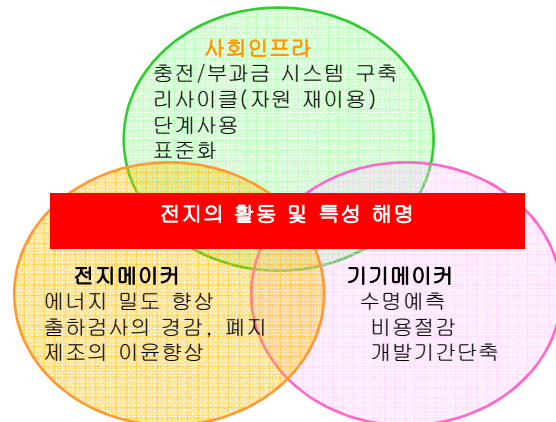 사회인프라
충전/부과금 시스템 구축
리사이클(자원 재이용)
단계사용
표준화
전지의 활동 및 특성 해명
전지메이커
에너지 밀도 향상
출하검사의 경감, 폐지
제조의 이윤향상
기기메이커
수명예측
비용절감
개발기간단축